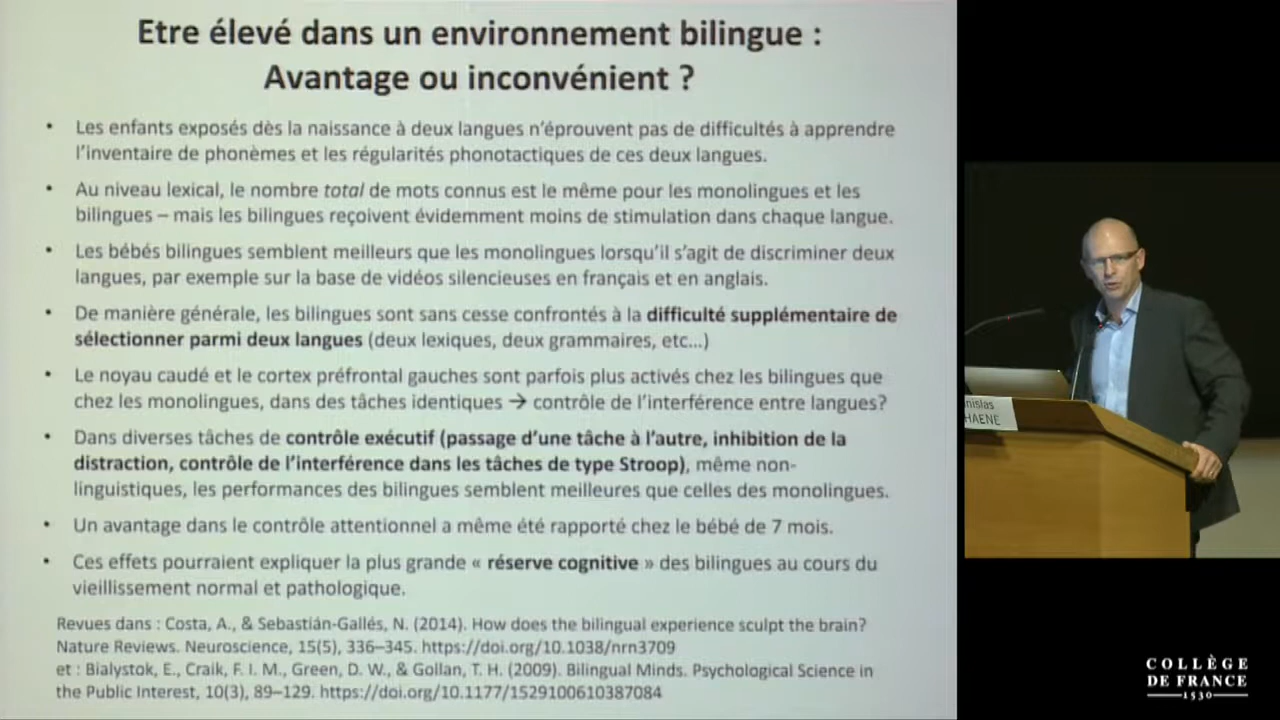 Etre élevé dans un environnement bilingue :
Avantage ou inconvénient ?
• Les enfants exposés dès la naissance à deux langues n'éprouvent pas de difficultés à apprendre
l'inventaire de phonèmes et les régularités phonotactiques de ces deux langues.
• Au niveau lexical, le nombre total de mots connus est le même pour les monolingues et les
bilingues – mais les bilingues reçoivent évidemment moins de stimulation dans chaque langue.
• Les bébés bilingues semblent meilleurs que les monolingues lorsqu'il s'agit de discriminer deux
langues, par exemple sur la base de vidéos silencieuses en français et en anglais.
• De manière générale, les bilingues sont sans cesse confrontés à la difficulté supplémentaire de
sélectionner parmi deux langues (deux lexiques, deux grammaires, etc...)
• Le noyau caudé et le cortex préfrontal gauches sont parfois plus activés chez les bilingues que
chez les monolingues, dans des tâches identiques → contrôle de l'interférence entre langues?
• Dans diverses tâches de contrôle exécutif (passage d'une tâche à l'autre, inhibition de la
distraction, contrôle de l'interférence dans les tâches de type Stroop), même non-
linguistiques, les performances des bilingues semblent meilleures que celles des monolingues.
• Un avantage dans le contrôle attentionnel a même été rapporté chez le bébé de 7 mois.
• Ces effets pourraient expliquer la plus grande « réserve cognitive » des bilingues au cours du
vieillissement normal et pathologique.
Revues dans : Costa, A., & Sebastián-Gallés, N. (2014). How does the bilingual experience sculpt the brain?
Nature Reviews. Neuroscience, 15(5), 336–345. https://doi.org/10.1038/nrn3709
et : Bialystok, E., Craik, F. I. M., Green, D. W., & Gollan, T. H. (2009). Bilingual Minds. Psychological Science in
the Public Interest, 10(3), 89–129. https://doi.org/10.1177/1529100610387084
nislas
HAENE
COLLÈGE
DE FRANCE
1530